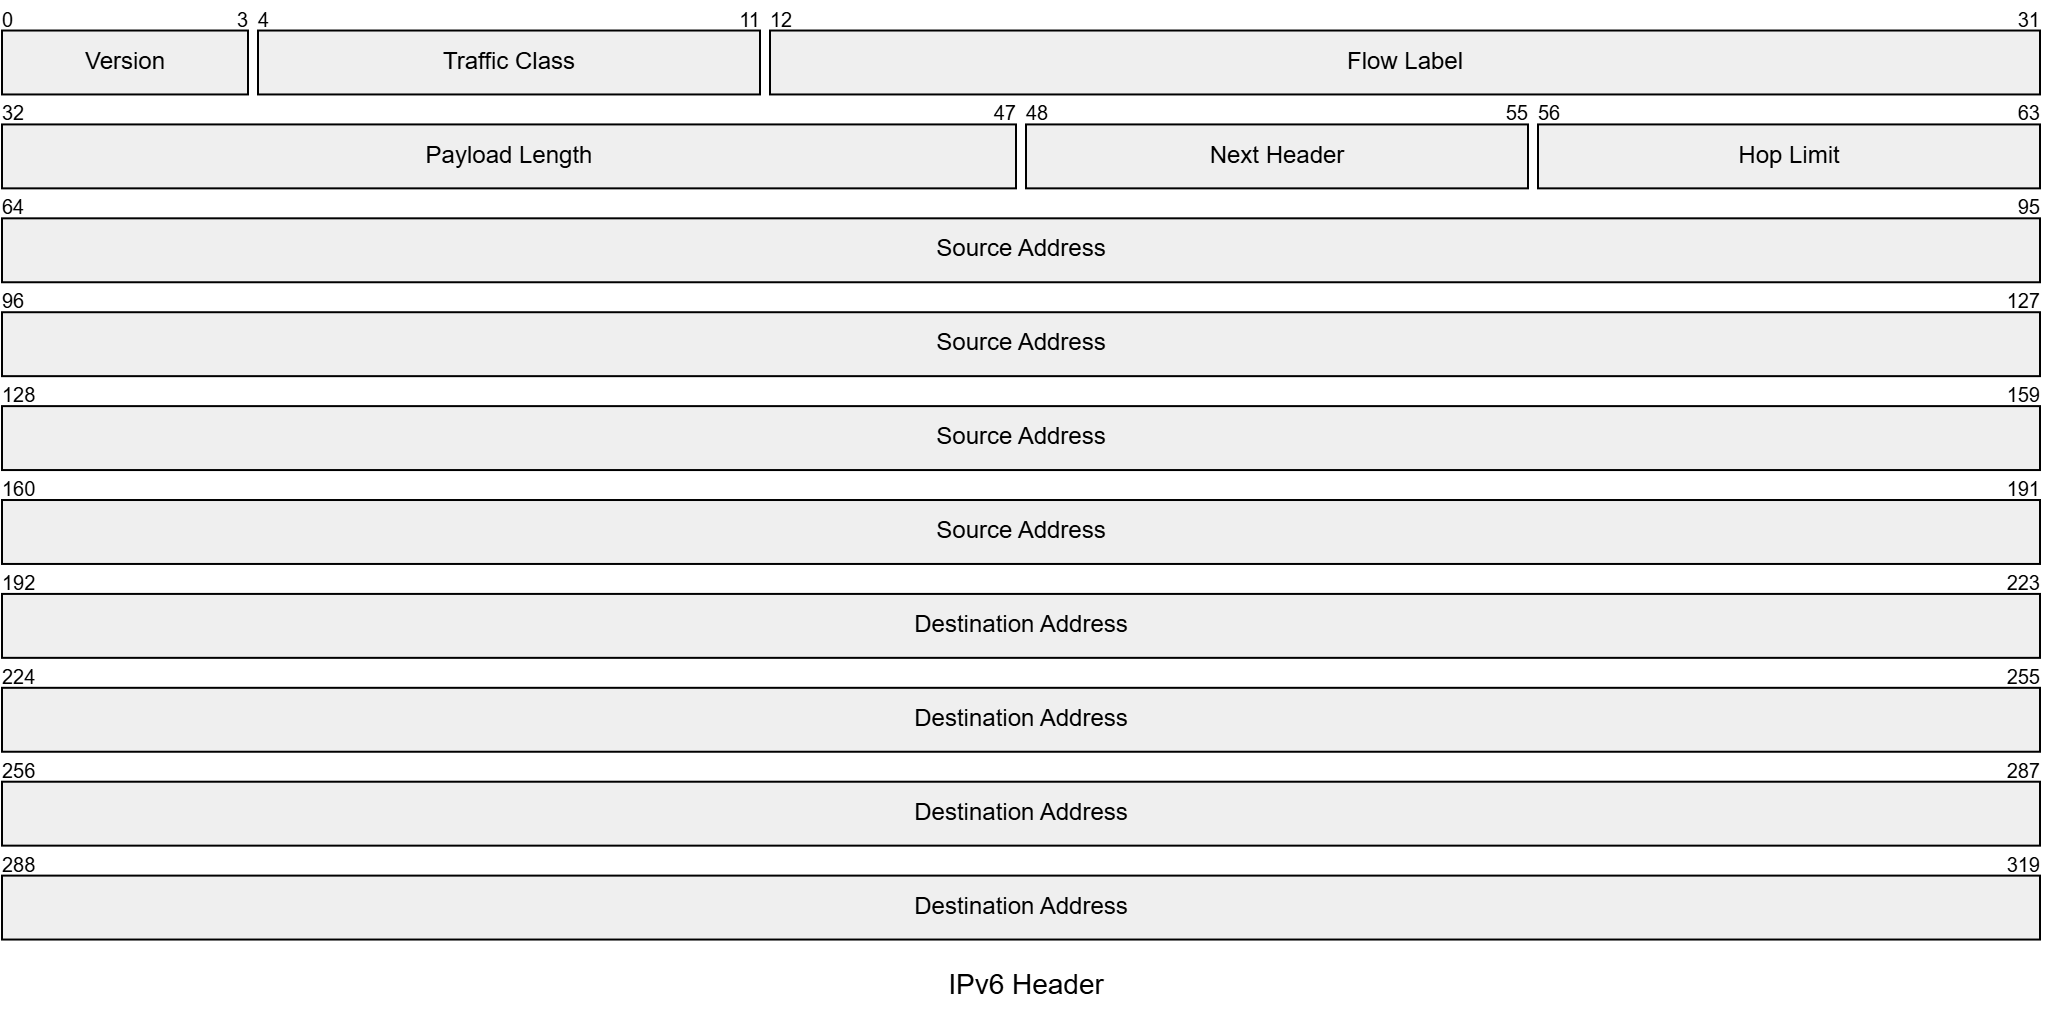 0 3 4 11 12 31
Version Traffic Class Flow Label
32 47 48 55 56 63
Payload Length Next Header Hop Limit
64 95
Source Address
96 127
Source Address
128 159
Source Address
160 191
Source Address
192 223
Destination Address
224 255
Destination Address
256 287
Destination Address
288 319
Destination Address
IPv6 Header